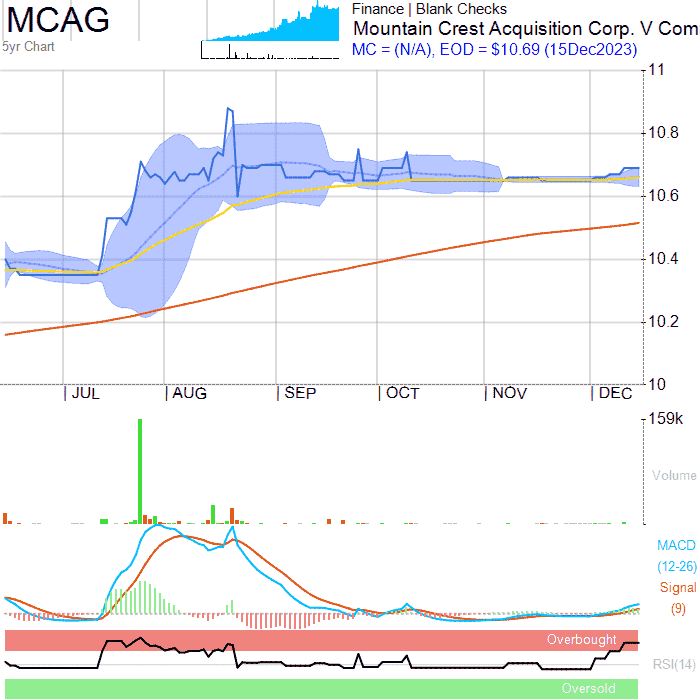 MCAG
5yr Chart
Finance | Blank Checks
Mountain Crest Acquisition Corp. V Com
MC = (N/A), EOD = $10.69 (15Dec2023)
11
10.8
10.6
10.4
10.2
10
JUL AUG SEP OCT NOV DEC
159k
Volume
MACD
(12-26)
Signal
(9)
Overbought
RSI(14)
Oversold